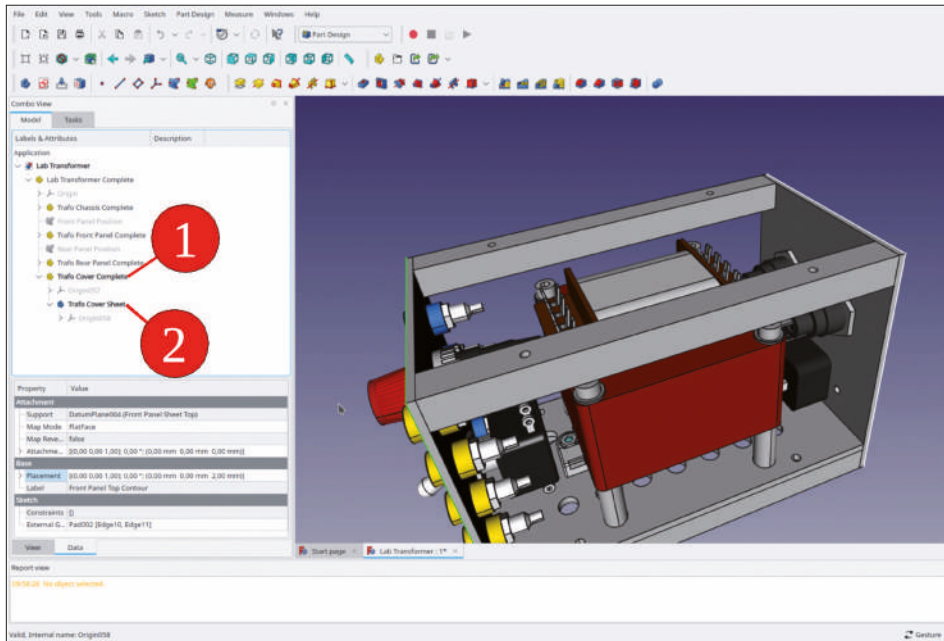 File Edit View Tools Macro Sketch Part Design Measure Windows Help
Part Design
Combo View
Model Tasks
Labels & Attributes Description
Application
Lab Transformer
Lab Transformer Complete
Origin
Trafo Chassis Complete
Front Panel Position
Trafo Front Panel Complete
Rear Panel Position
Trafo Rear Panel Complete
Trafo Cover Complete
Origin057
Trafo Cover Sheet
Origin058
1
2
Property Value
Attachment
Support DatumPlane004 (Front Panel Sheet Top)
Map Mode FlatFace
Map Reve... false
Attachme... [(0,00 0,00 1,00); 0,00 °; (0,00 mm 0,00 mm 0,00 mm)]
Base
Placement [(0,00 0,00 1,00); 0,00 °; (0,00 mm 0,00 mm 2,00 mm)]
Label Front Panel Top Contour
Sketch
Constraints []
External G... Pad002 [Edge10, Edge11]
View Data
Start page Lab Transformer : 1*
Report view
No object selected.
Valid, Internal name: Origin058
Gesture